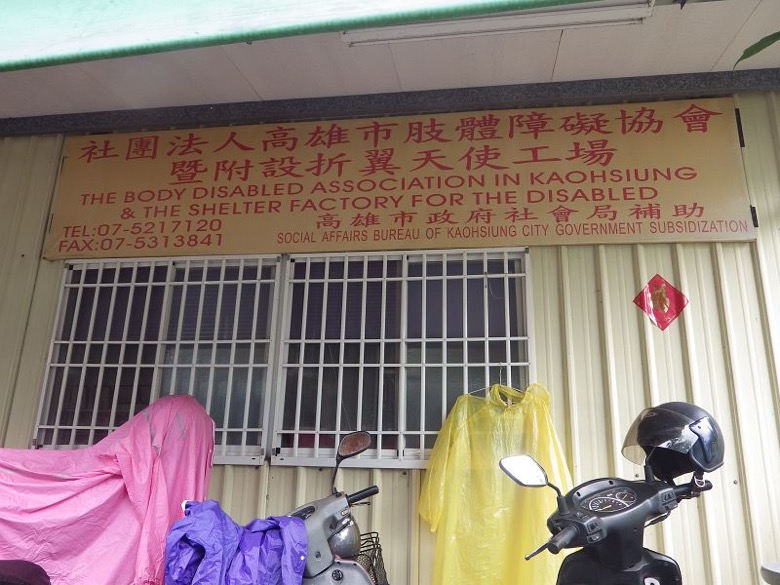 社團法人高雄市肢體障礙協會
暨附設折翼天使工場
THE BODY DISABLED ASSOCIATION IN KAOHSIUNG
& THE SHELTER FACTORY FOR THE DISABLED
TEL:07-5217120
FAX:07-5313841
高雄市政府社會局補助
SOCIAL AFFAIRS BUREAU OF KAOHSIUNG CITY GOVERNMENT SUBSIDIZATION